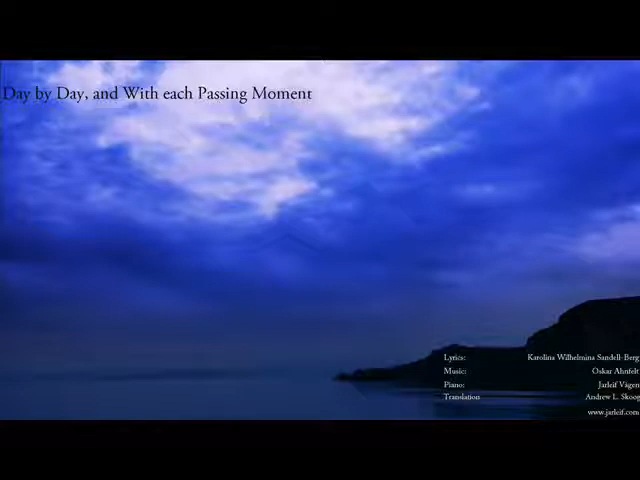 Day by Day, and With each Passing Moment
Lyrics: Karolina Wilhelmina Sandell-Berg
Music: Oskar Ahnfelt
Piano: Jarleif Vågen
Translation Andrew L. Skoog
www.jarleif.com